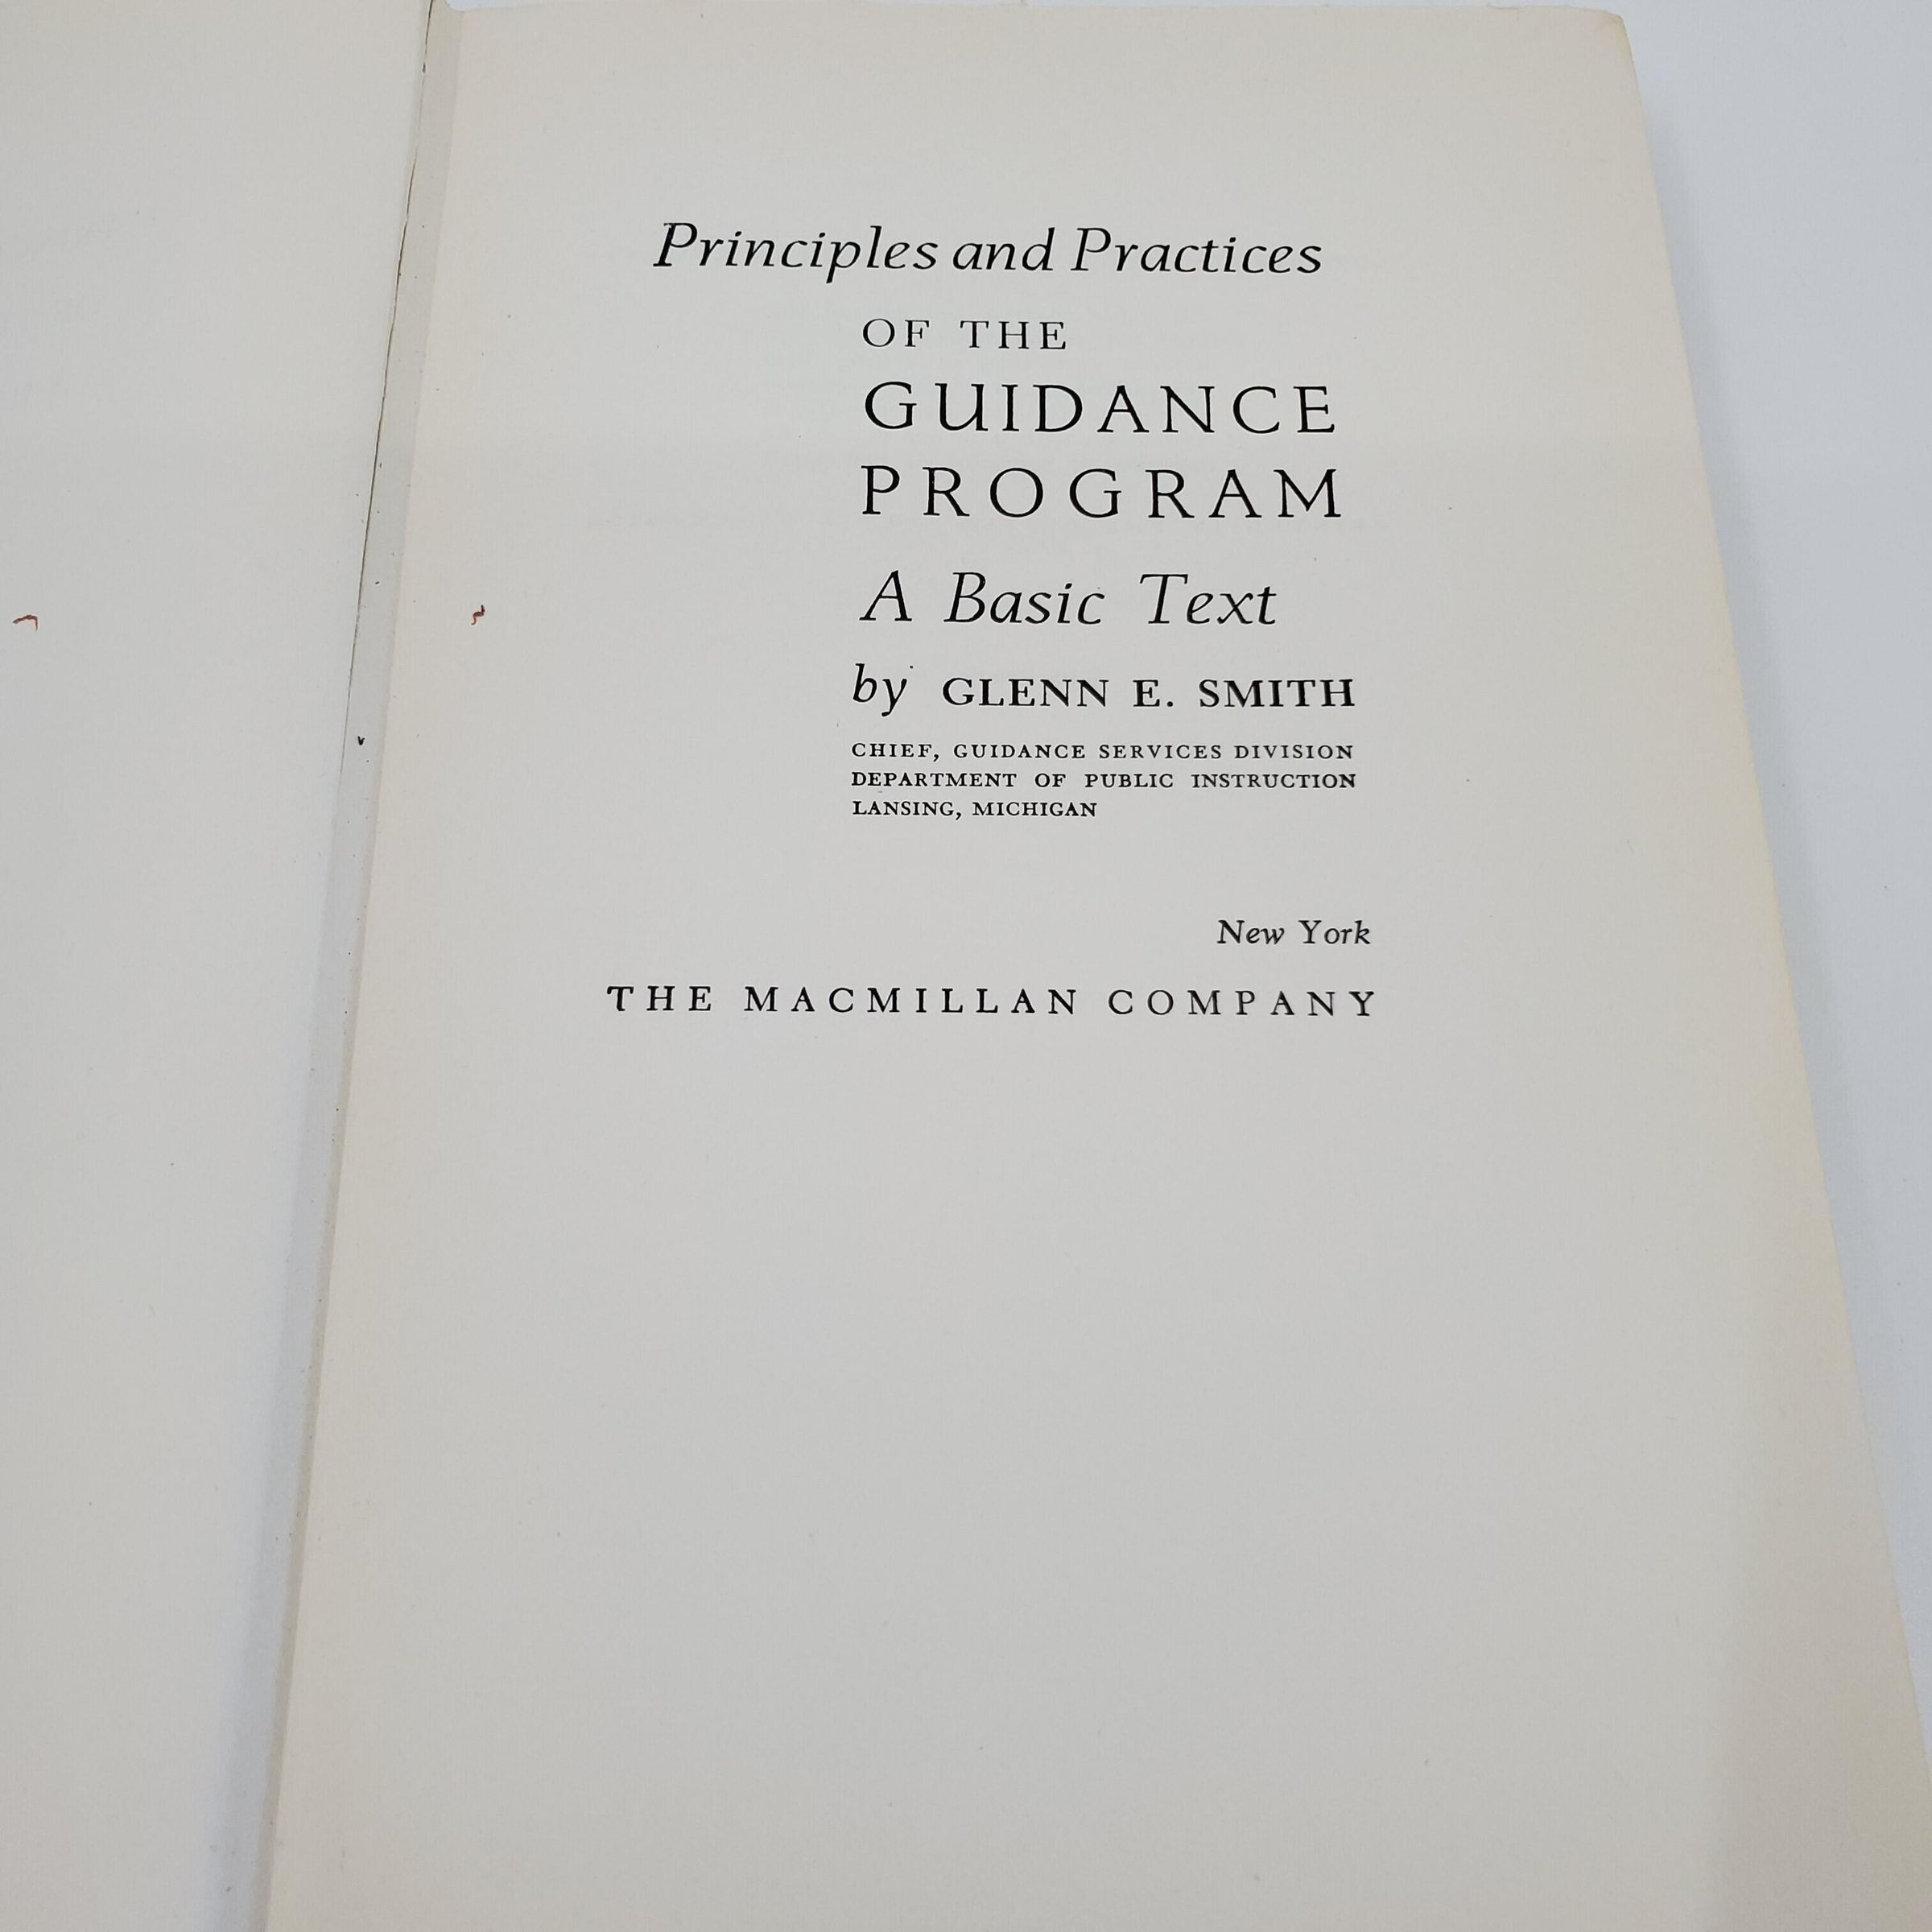 Principles and Practices
OF THE
GUIDANCE
PROGRAM
A Basic Text
by GLENN E. SMITH
CHIEF, GUIDANCE SERVICES DIVISION
DEPARTMENT OF PUBLIC INSTRUCTION
LANSING, MICHIGAN
New York
THE MACMILLAN COMPANY